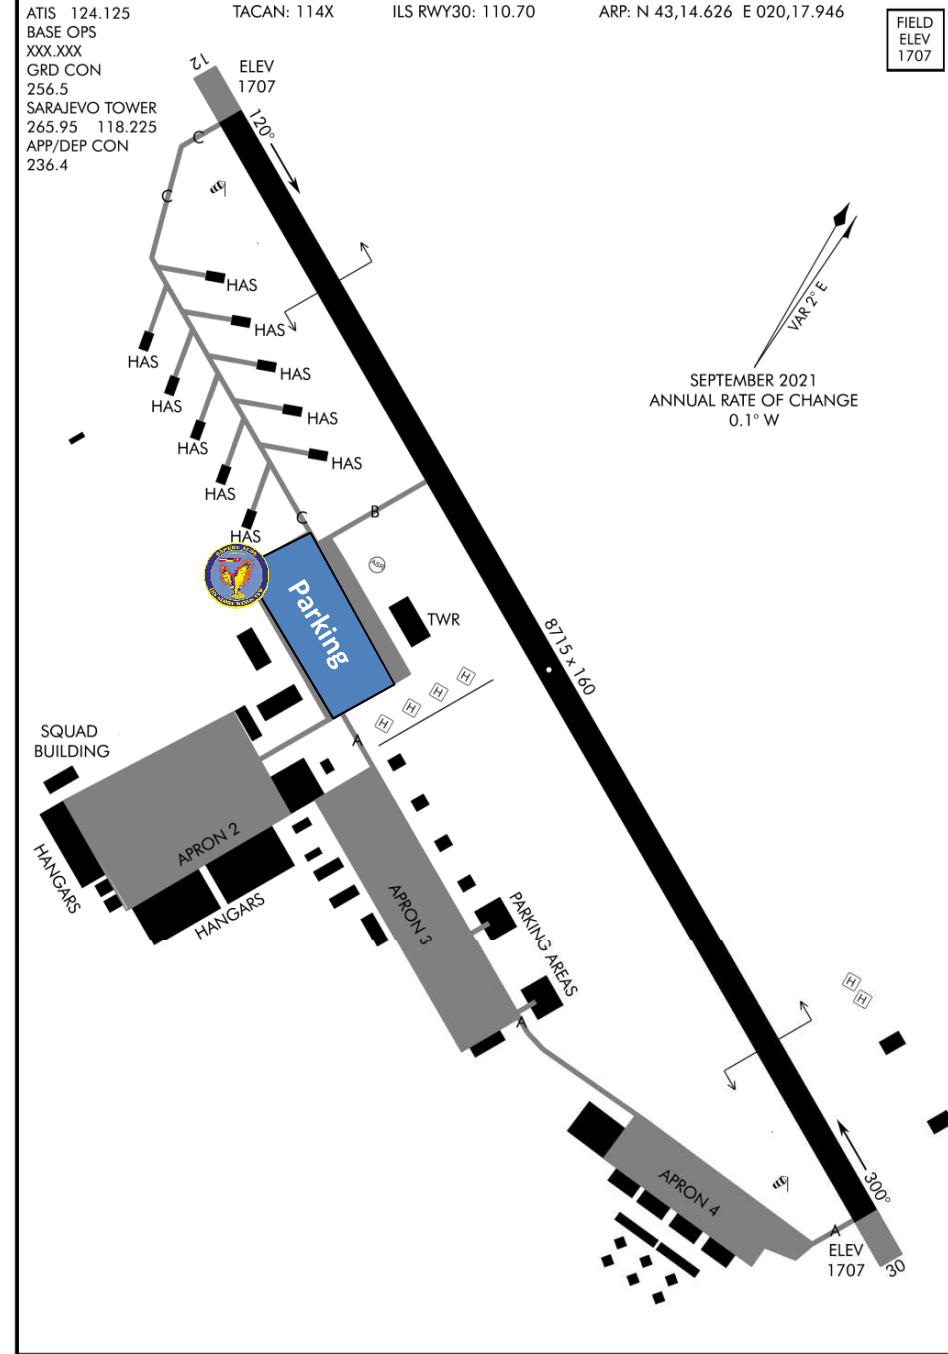 ATIS 124.125
BASE OPS
XXX.XXX
GRD CON
256.5
SARAJEVO TOWER
265.95 118.225
APP/DEP CON
236.4
TACAN: 114X
ILS RWY30: 110.70
ARP: N 43,14.626 E 020,17.946
FIELD
ELEV
1707
12
ELEV
1707
120°
C
C
HAS
HAS
HAS
HAS
HAS
HAS
HAS
HAS
HAS
HAS
VAR 2° E
SEPTEMBER 2021
ANNUAL RATE OF CHANGE
0.1° W
C
B
ASR
Parking
TWR
8715 x 160
H
H
H
H
A
SQUAD
BUILDING
APRON 2
HANGARS
HANGARS
APRON 3
PARKING AREAS
A
H
H
APRON 4
300°
A
ELEV
1707
30